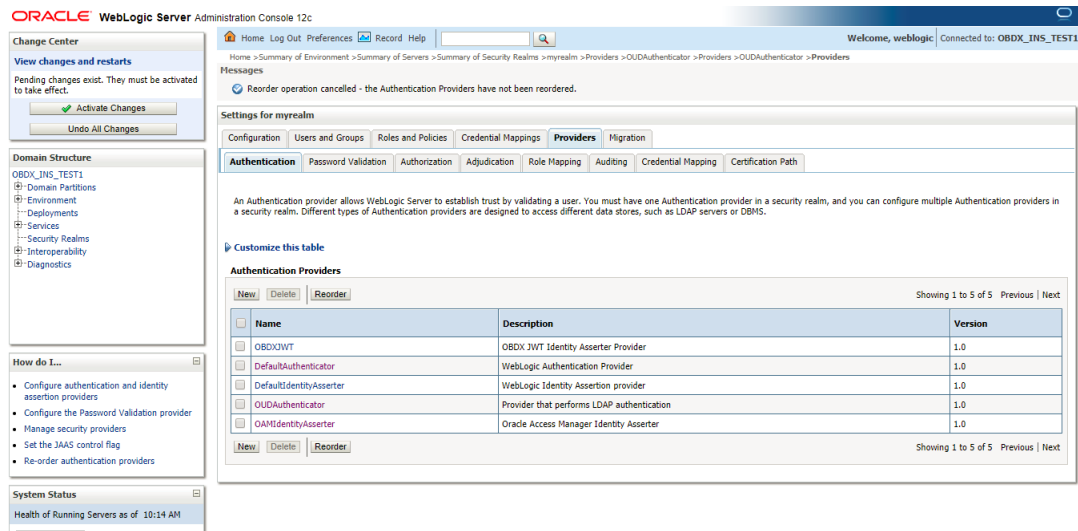 ORACLE WebLogic Server Administration Console 12c
Change Center
View changes and restarts
Pending changes exist. They must be activated
to take effect.
Activate Changes
Undo All Changes
Domain Structure
OBDX_INS_TEST1
Domain Partitions
Environment
Deployments
Services
Security Realms
Interoperability
Diagnostics
How do I...
Configure authentication and identity
assertion providers
Configure the Password Validation provider
Manage security providers
Set the JAAS control flag
Re-order authentication providers
System Status
Health of Running Servers as of 10:14 AM
Home Log Out Preferences Record Help
Welcome, weblogic Connected to: OBDX_INS_TEST1
Home >Summary of Environment >Summary of Servers >Summary of Security Realms >myrealm >Providers >OUDAuthenticator >Providers >OUDAuthenticator >Providers
Messages
Reorder operation cancelled - the Authentication Providers have not been reordered.
Settings for myrealm
Configuration Users and Groups Roles and Policies Credential Mappings Providers Migration
Authentication Password Validation Authorization Adjudication Role Mapping Auditing Credential Mapping Certification Path
An Authentication provider allows WebLogic Server to establish trust by validating a user. You must have one Authentication provider in a security realm, and you can configure multiple Authentication providers in
a security realm. Different types of Authentication providers are designed to access different data stores, such as LDAP servers or DBMS.
Customize this table
Authentication Providers
New Delete Reorder Showing 1 to 5 of 5 Previous | Next
Name Description Version
OBDXJWT OBDX JWT Identity Asserter Provider 1.0
DefaultAuthenticator WebLogic Authentication Provider 1.0
DefaultIdentityAsserter WebLogic Identity Assertion provider 1.0
OUDAuthenticator Provider that performs LDAP authentication 1.0
OAMIdentityAsserter Oracle Access Manager Identity Asserter 1.0
New Delete Reorder Showing 1 to 5 of 5 Previous | Next